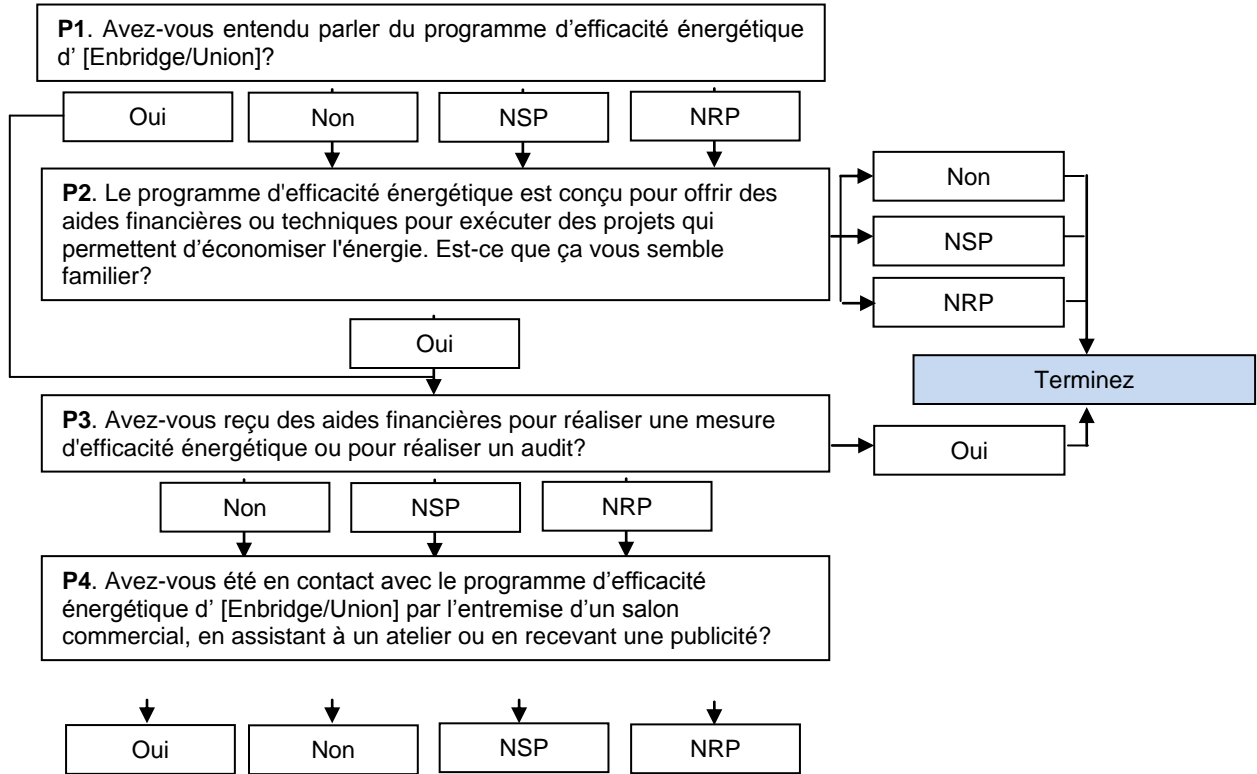 P1. Avez-vous entendu parler du programme d’efficacité énergétique
d’ [Enbridge/Union]?
Oui
Non
NSP
NRP
P2. Le programme d'efficacité énergétique est conçu pour offrir des
aides financières ou techniques pour exécuter des projets qui
permettent d’économiser l'énergie. Est-ce que ça vous semble
familier?
Non
NSP
NRP
Oui
Terminez
P3. Avez-vous reçu des aides financières pour réaliser une mesure
d'efficacité énergétique ou pour réaliser un audit?
Oui
Non
NSP
NRP
P4. Avez-vous été en contact avec le programme d’efficacité
énergétique d’ [Enbridge/Union] par l’entremise d’un salon
commercial, en assistant à un atelier ou en recevant une publicité?
Oui
Non
NSP
NRP